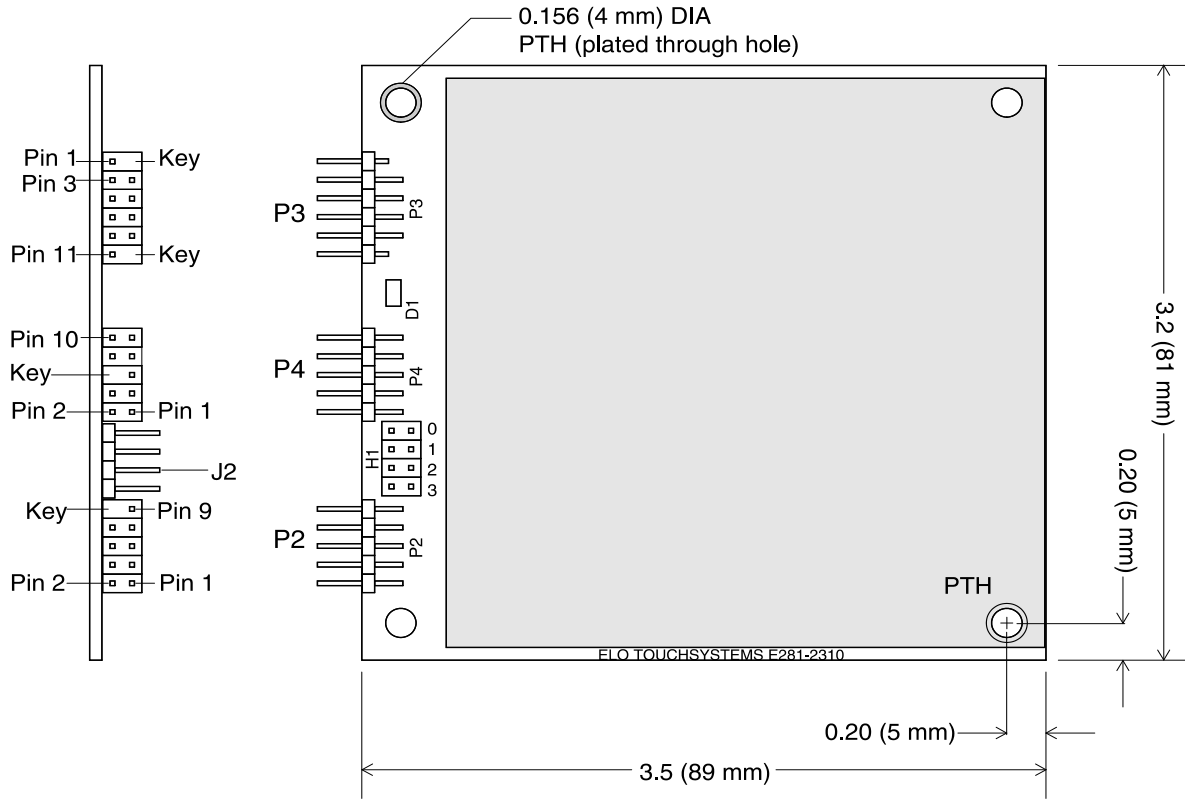 0.156 (4 mm) DIA
PTH (plated through hole)
Pin 1
Key
Pin 3
Pin 11
Key
P3
P3
D1
Pin 10
Key
Pin 2
Pin 1
P4
P4
J2
H1
0
1
2
3
Key
Pin 9
Pin 2
Pin 1
P2
P2
3.2 (81 mm)
0.20 (5 mm)
PTH
ELO TOUCHSYSTEMS E281-2310
0.20 (5 mm)
3.5 (89 mm)